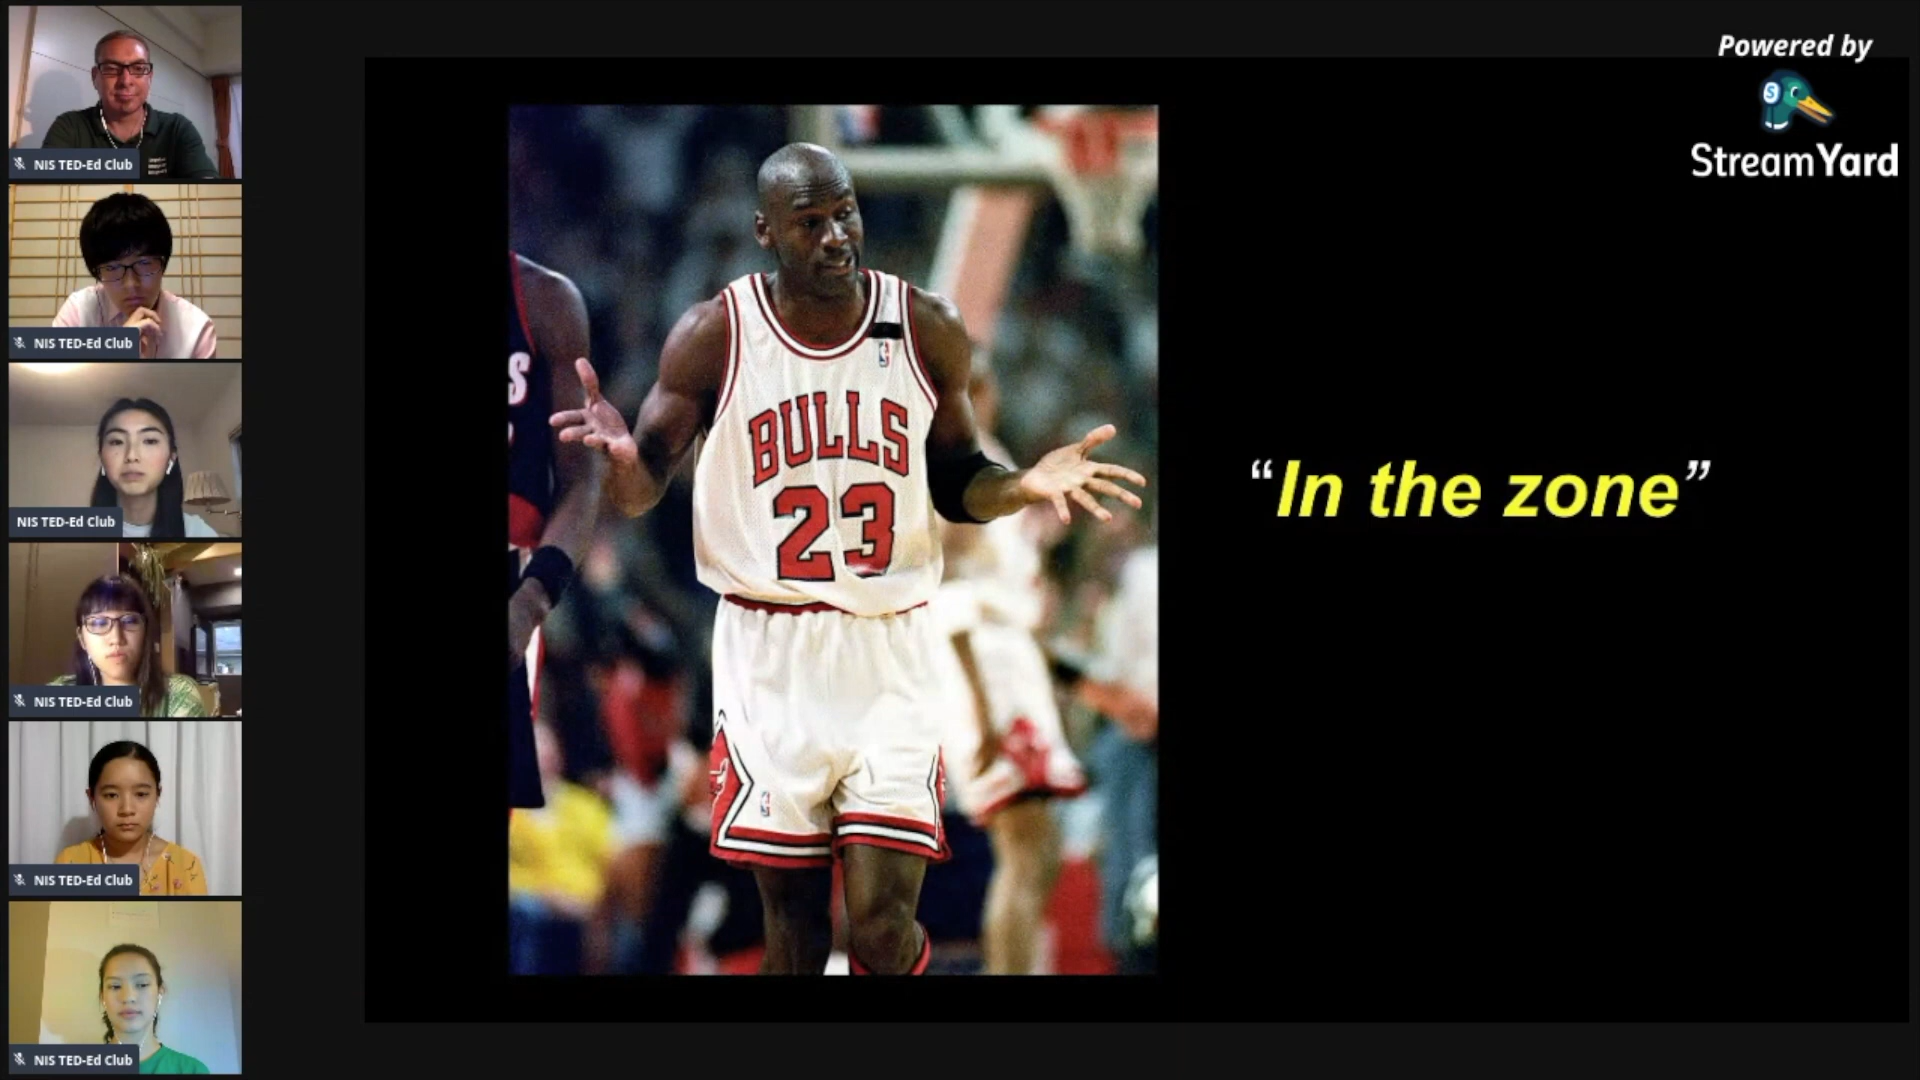 NIS TED-Ed Club
NIS TED-Ed Club
NIS TED-Ed Club
NIS TED-Ed Club
NIS TED-Ed Club
NIS TED-Ed Club
S
BULLS
23
“In the zone”
Powered by
S
StreamYard